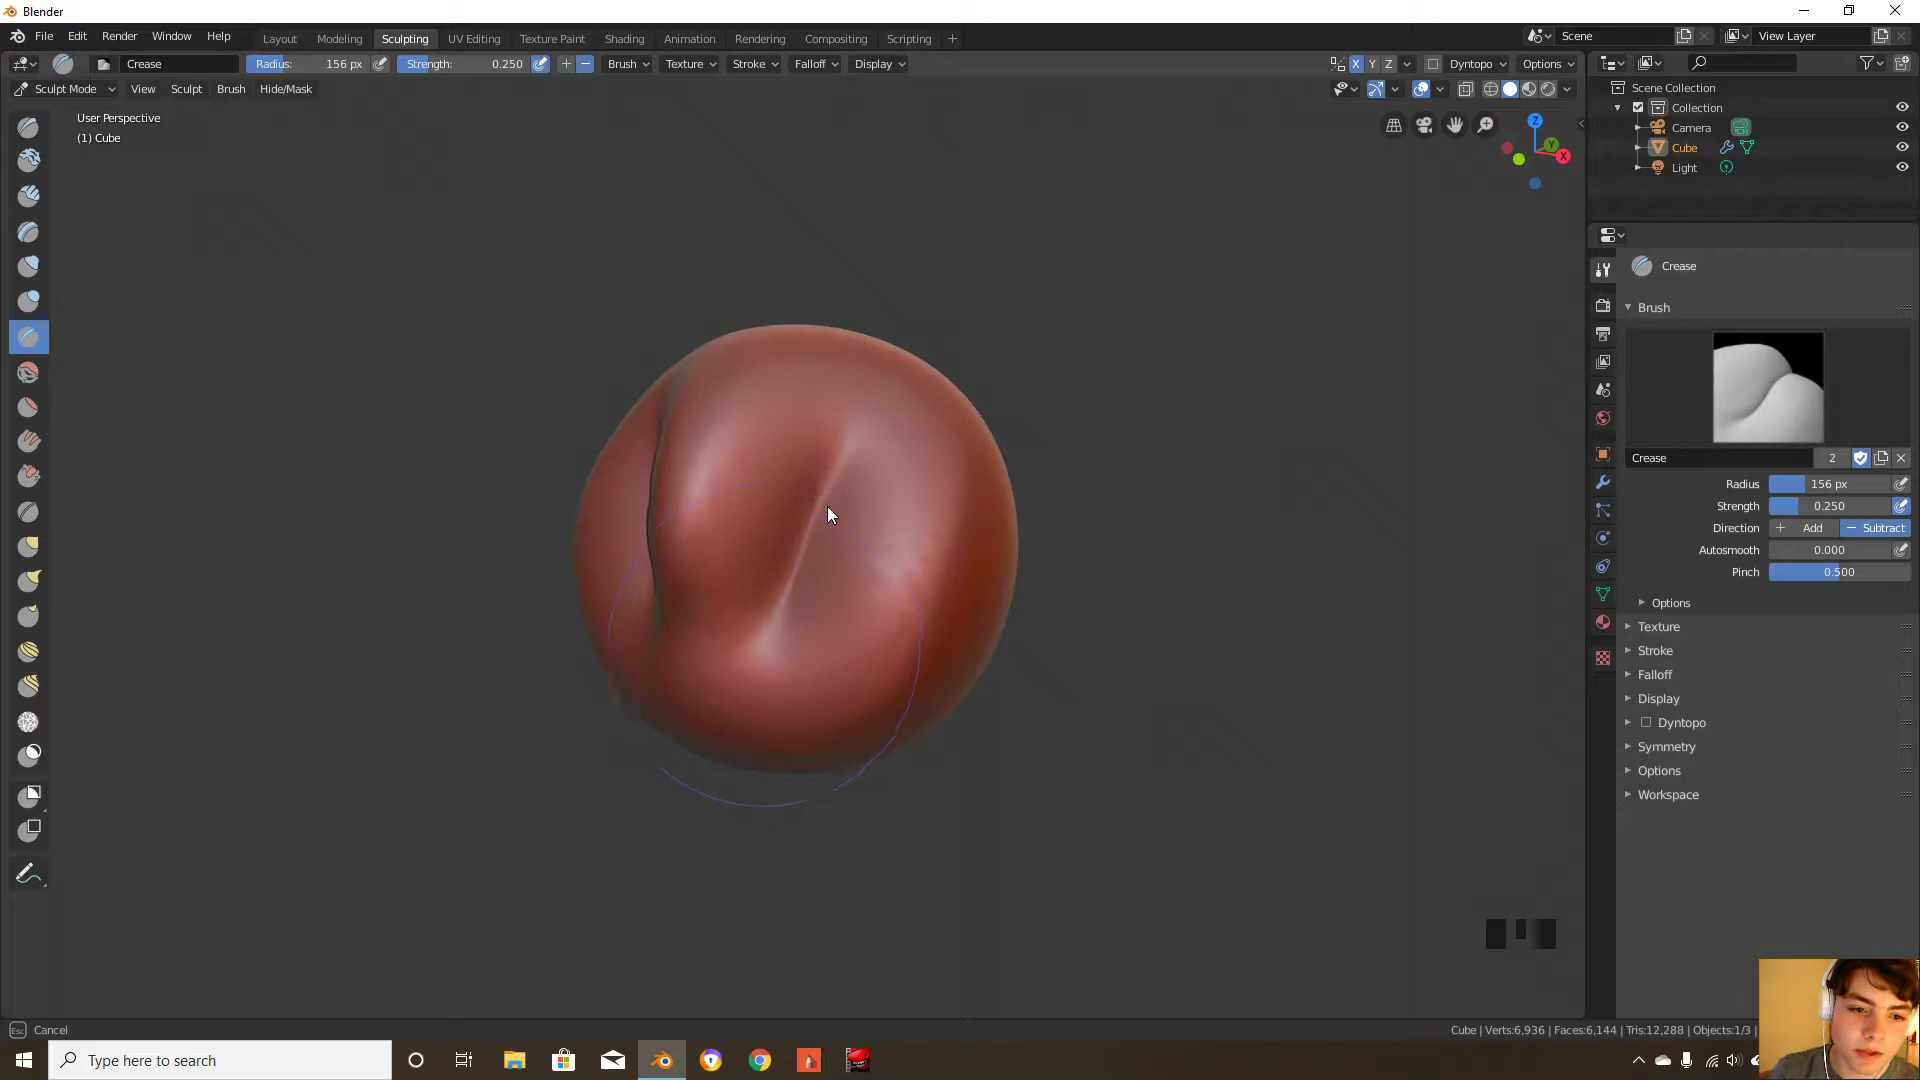 Blender
File Edit Render Window Help Layout Modeling Sculpting UV Editing Texture Paint Shading Animation Rendering Compositing Scripting + Scene View Layer
Crease Radius: 156 px Strength: 0.250 + − Brush Texture Stroke Falloff Display X Y Z Dyntopo Options
Sculpt Mode View Sculpt Brush Hide/Mask
User Perspective
(1) Cube
Z
Y
X
Scene Collection
Collection
Camera
Cube
Light
Crease
Brush
Crease 2
Radius 156 px
Strength 0.250
Direction + Add − Subtract
Autosmooth 0.000
Pinch 0.500
Options
Texture
Stroke
Falloff
Display
Dyntopo
Symmetry
Options
Workspace
Esc Cancel
Cube | Verts:6,936 | Faces:6,144 | Tris:12,288 | Objects:1/3
Type here to search